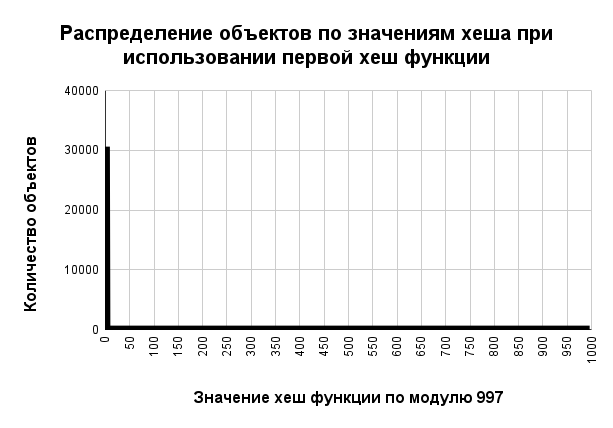 Распределение объектов по значениям хеша при
использовании первой хеш функции
Количество объектов
40000
30000
20000
10000
0
0 50 100 150 200 250 300 350 400 450 500 550 600 650 700 750 800 850 900 950 1000
Значение хеш функции по модулю 997